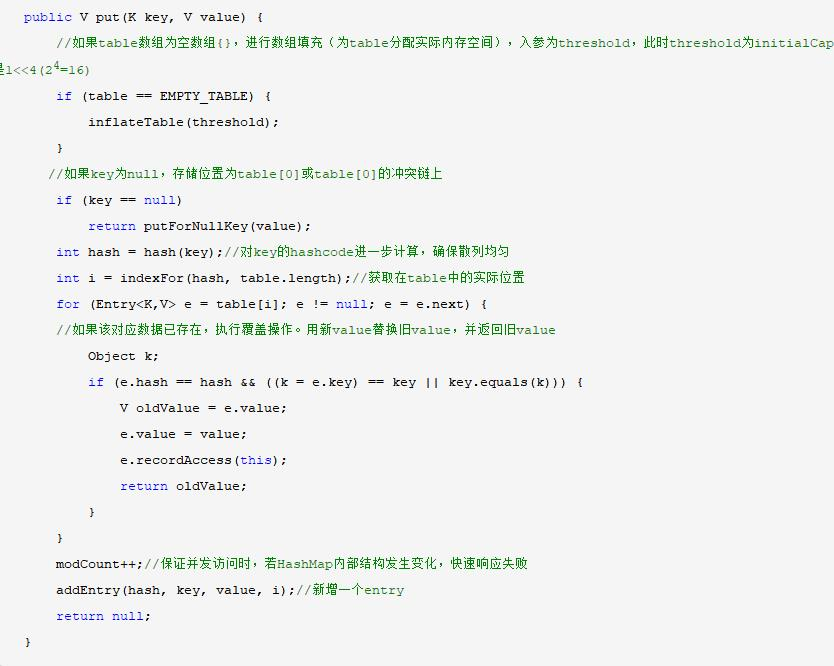 public V put(K key, V value) {
//如果table数组为空数组{}，进行数组填充（为table分配实际内存空间），入参为threshold，此时threshold为initialCap
是1<<4(2⁴=16)
if (table == EMPTY_TABLE) {
inflateTable(threshold);
}
//如果key为null，存储位置为table[0]或table[0]的冲突链上
if (key == null)
return putForNullKey(value);
int hash = hash(key);//对key的hashcode进一步计算，确保散列均匀
int i = indexFor(hash, table.length);//获取在table中的实际位置
for (Entry<K,V> e = table[i]; e != null; e = e.next) {
//如果该对应数据已存在，执行覆盖操作。用新value替换旧value，并返回旧value
Object k;
if (e.hash == hash && ((k = e.key) == key || key.equals(k))) {
V oldValue = e.value;
e.value = value;
e.recordAccess(this);
return oldValue;
}
}
modCount++;//保证并发访问时，若HashMap内部结构发生变化，快速响应失败
addEntry(hash, key, value, i);//新增一个entry
return null;
}